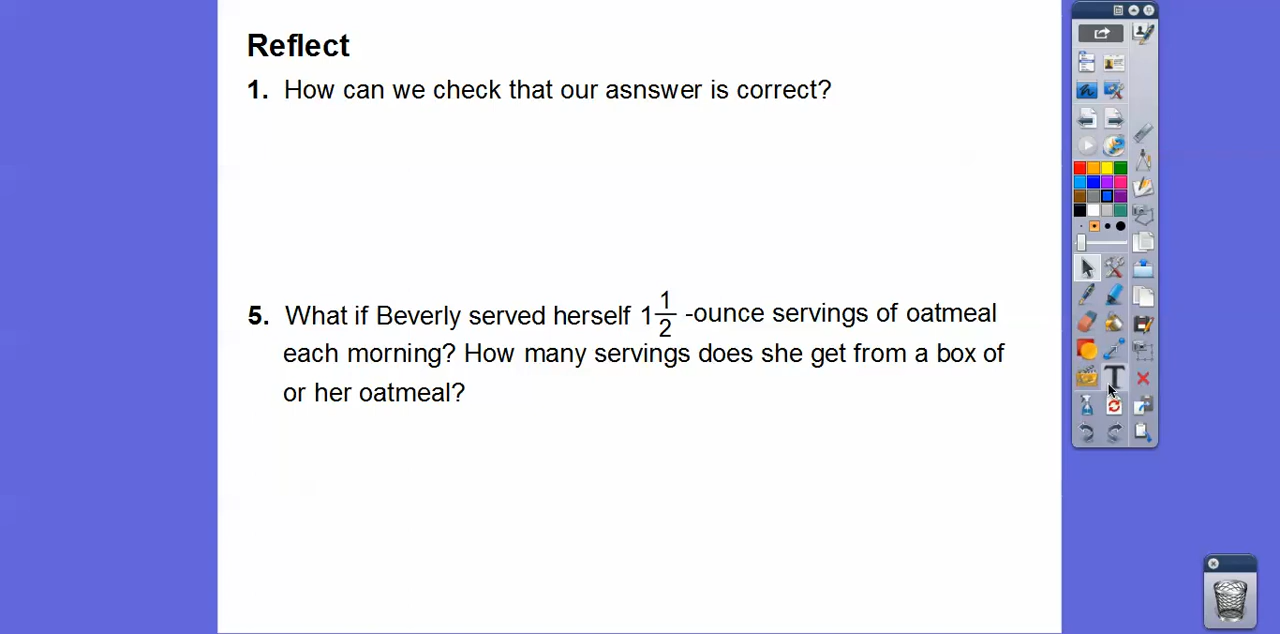 Reflect
1. How can we check that our asnswer is correct?
5. What if Beverly served herself 1 1/2 -ounce servings of oatmeal
each morning? How many servings does she get from a box of
or her oatmeal?
T